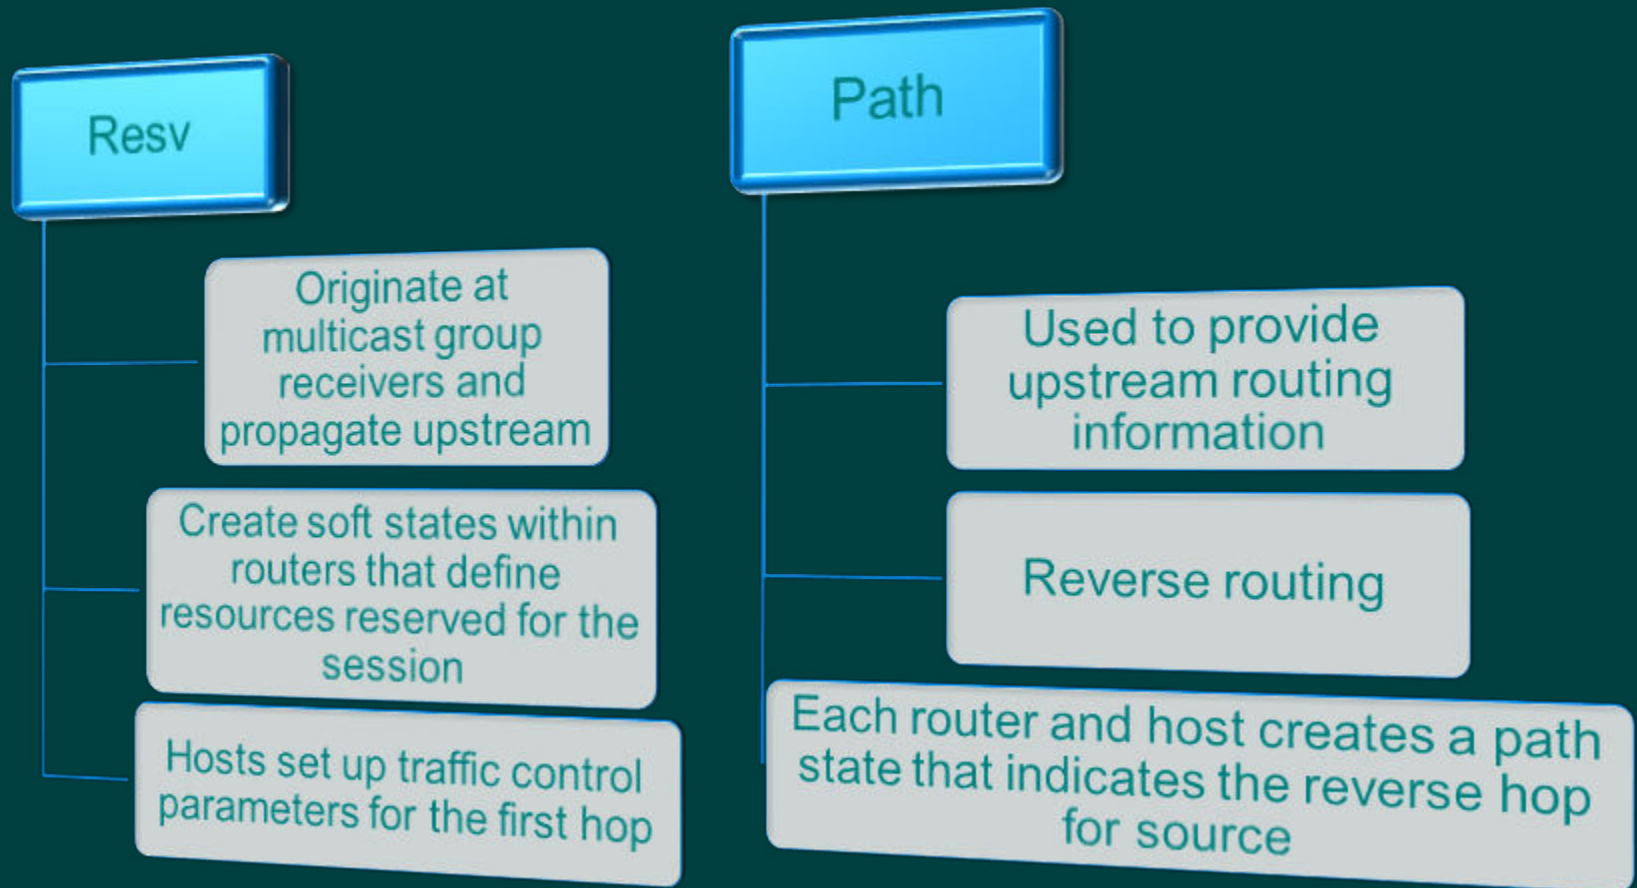 Resv
Originate at
multicast group
receivers and
propagate upstream
Create soft states within
routers that define
resources reserved for the
session
Hosts set up traffic control
parameters for the first hop
Path
Used to provide
upstream routing
information
Reverse routing
Each router and host creates a path
state that indicates the reverse hop
for source